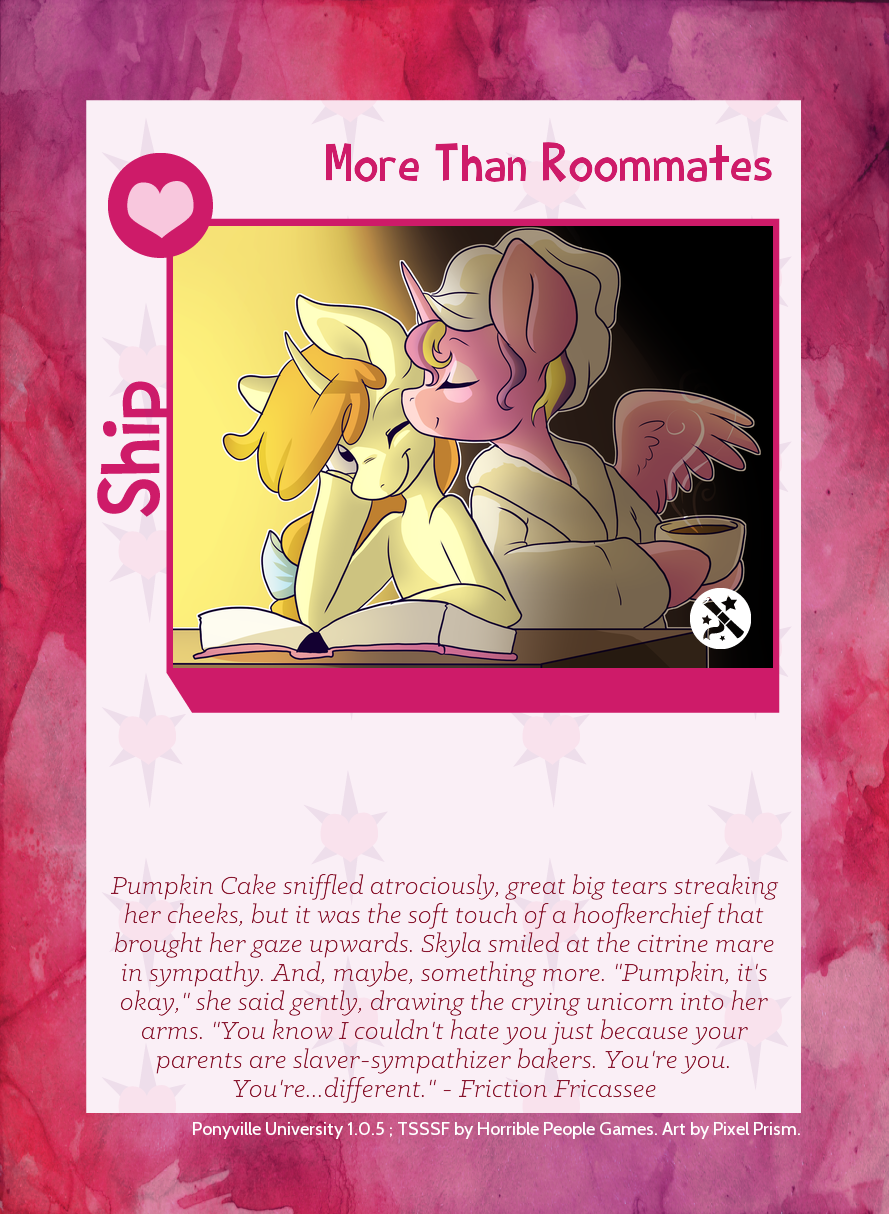 More Than Roommates
Ship
Pumpkin Cake sniffled atrociously, great big tears streaking
her cheeks, but it was the soft touch of a hoofkerchief that
brought her gaze upwards. Skyla smiled at the citrine mare
in sympathy. And, maybe, something more. "Pumpkin, it's
okay," she said gently, drawing the crying unicorn into her
arms. "You know I couldn't hate you just because your
parents are slaver-sympathizer bakers. You're you.
You're...different." - Friction Fricassee
Ponyville University 1.0.5 ; TSSSF by Horrible People Games. Art by Pixel Prism.